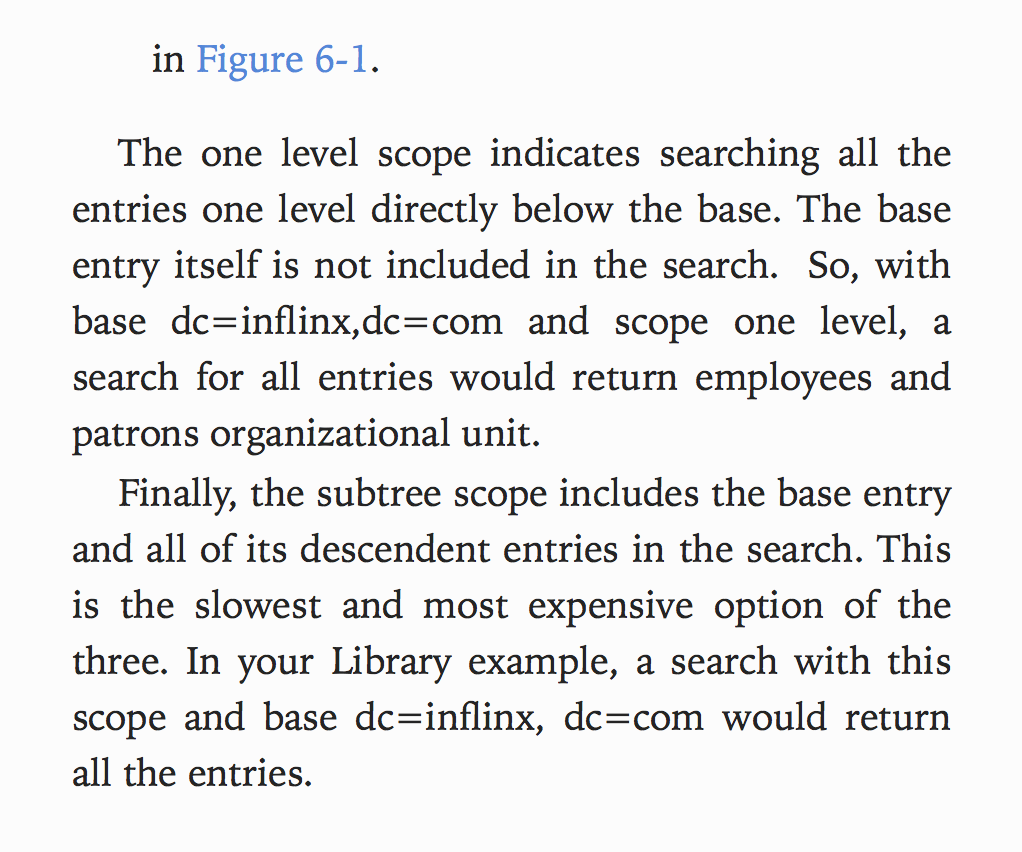 in Figure 6-1.
The one level scope indicates searching all the
entries one level directly below the base. The base
entry itself is not included in the search. So, with
base dc=inflinx,dc=com and scope one level, a
search for all entries would return employees and
patrons organizational unit.
Finally, the subtree scope includes the base entry
and all of its descendent entries in the search. This
is the slowest and most expensive option of the
three. In your Library example, a search with this
scope and base dc=inflinx, dc=com would return
all the entries.